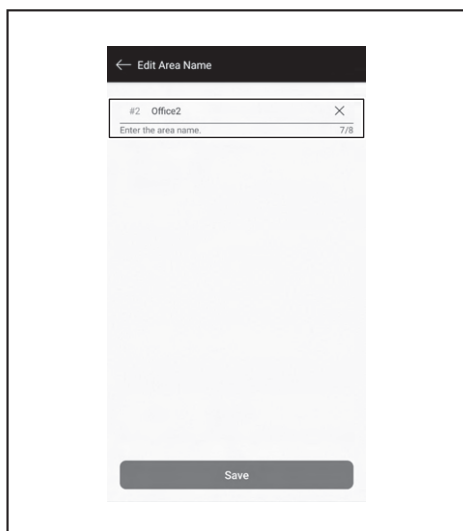 ← Edit Area Name
#2 Office2 ×
Enter the area name. 7/8
Save